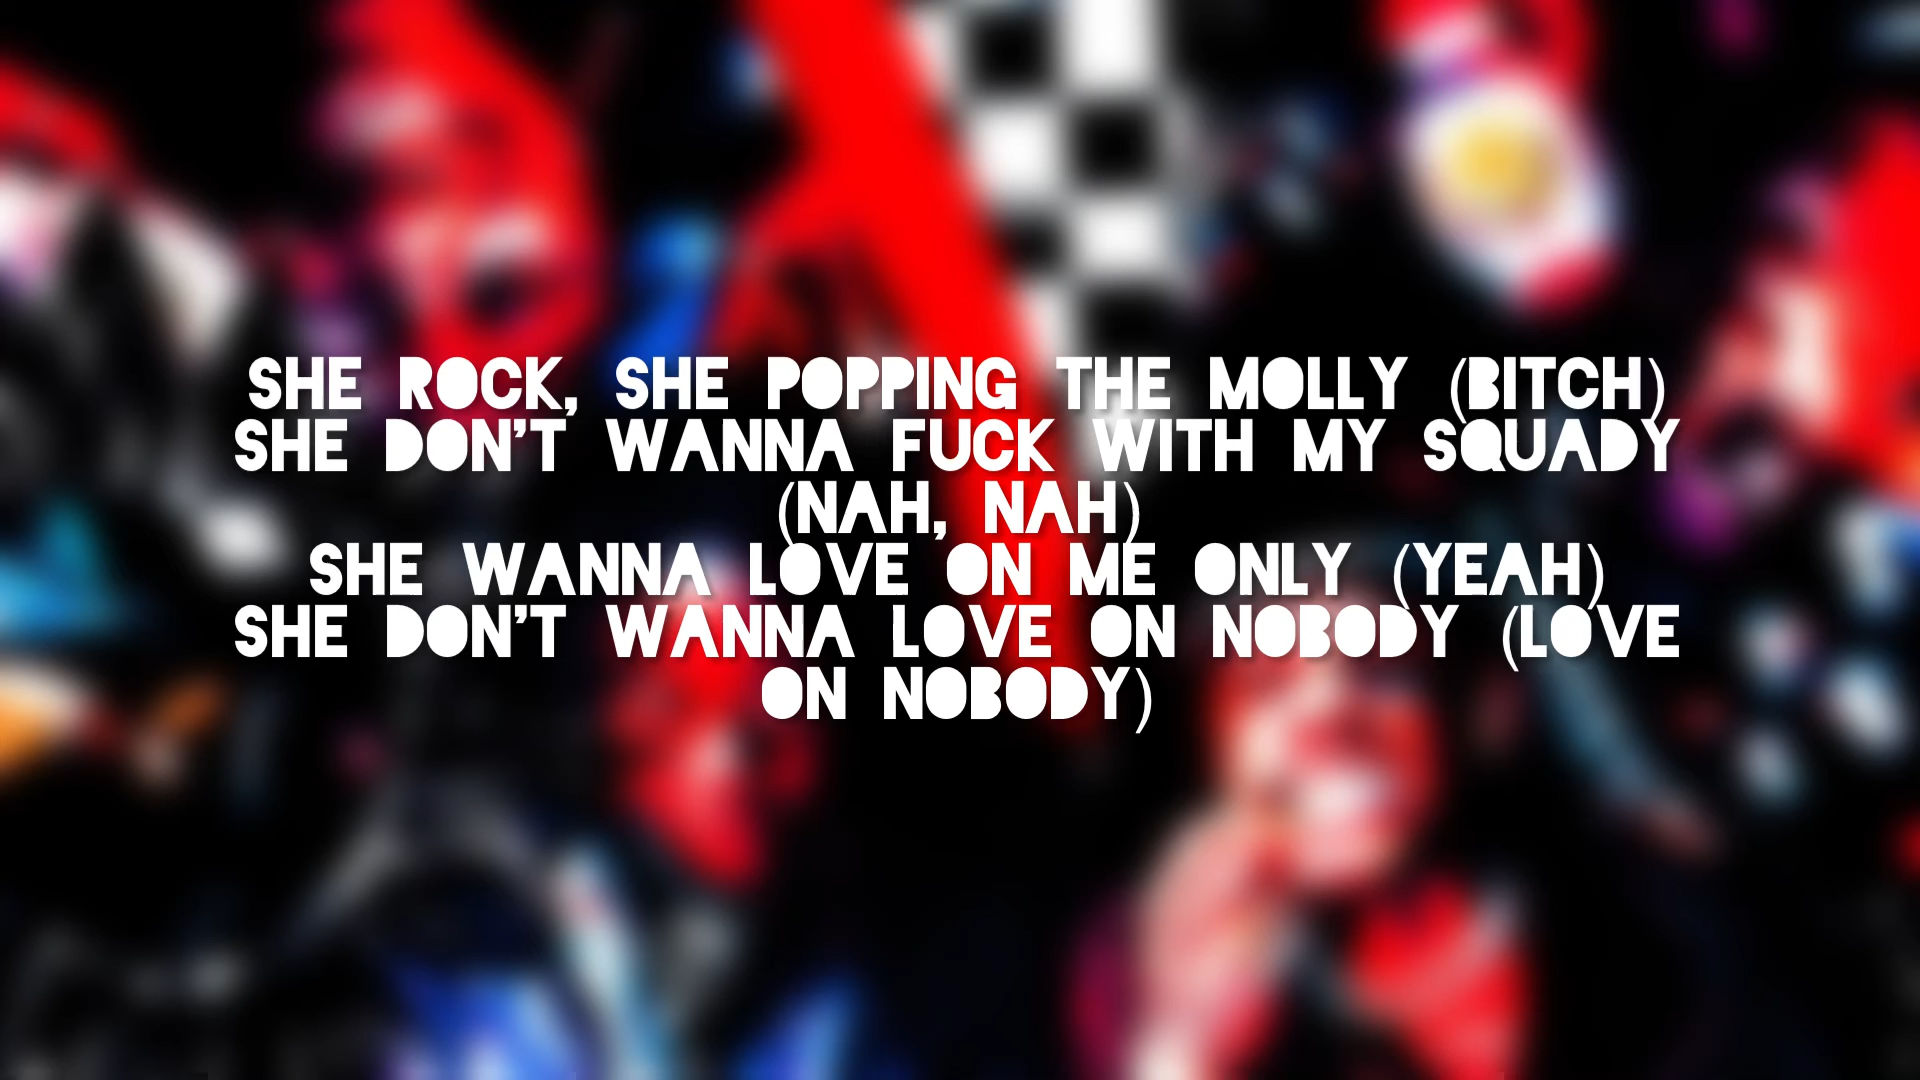 SHE ROCK, SHE POPPING THE MOLLY (BITCH)
SHE DON'T WANNA FUCK WITH MY SQUADY
(NAH, NAH)
SHE WANNA LOVE ON ME ONLY (YEAH)
SHE DON'T WANNA LOVE ON NOBODY (LOVE
ON NOBODY)